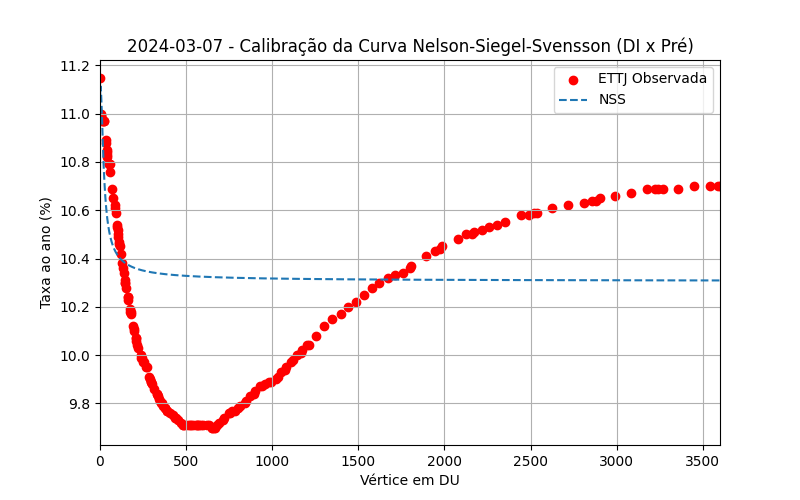 2024-03-07 - Calibração da Curva Nelson-Siegel-Svensson (DI x Pré)
11.2
11.0
10.8
10.6
10.4
10.2
10.0
9.8
Taxa ao ano (%)
ETTJ Observada
NSS
0 500 1000 1500 2000 2500 3000 3500
Vértice em DU